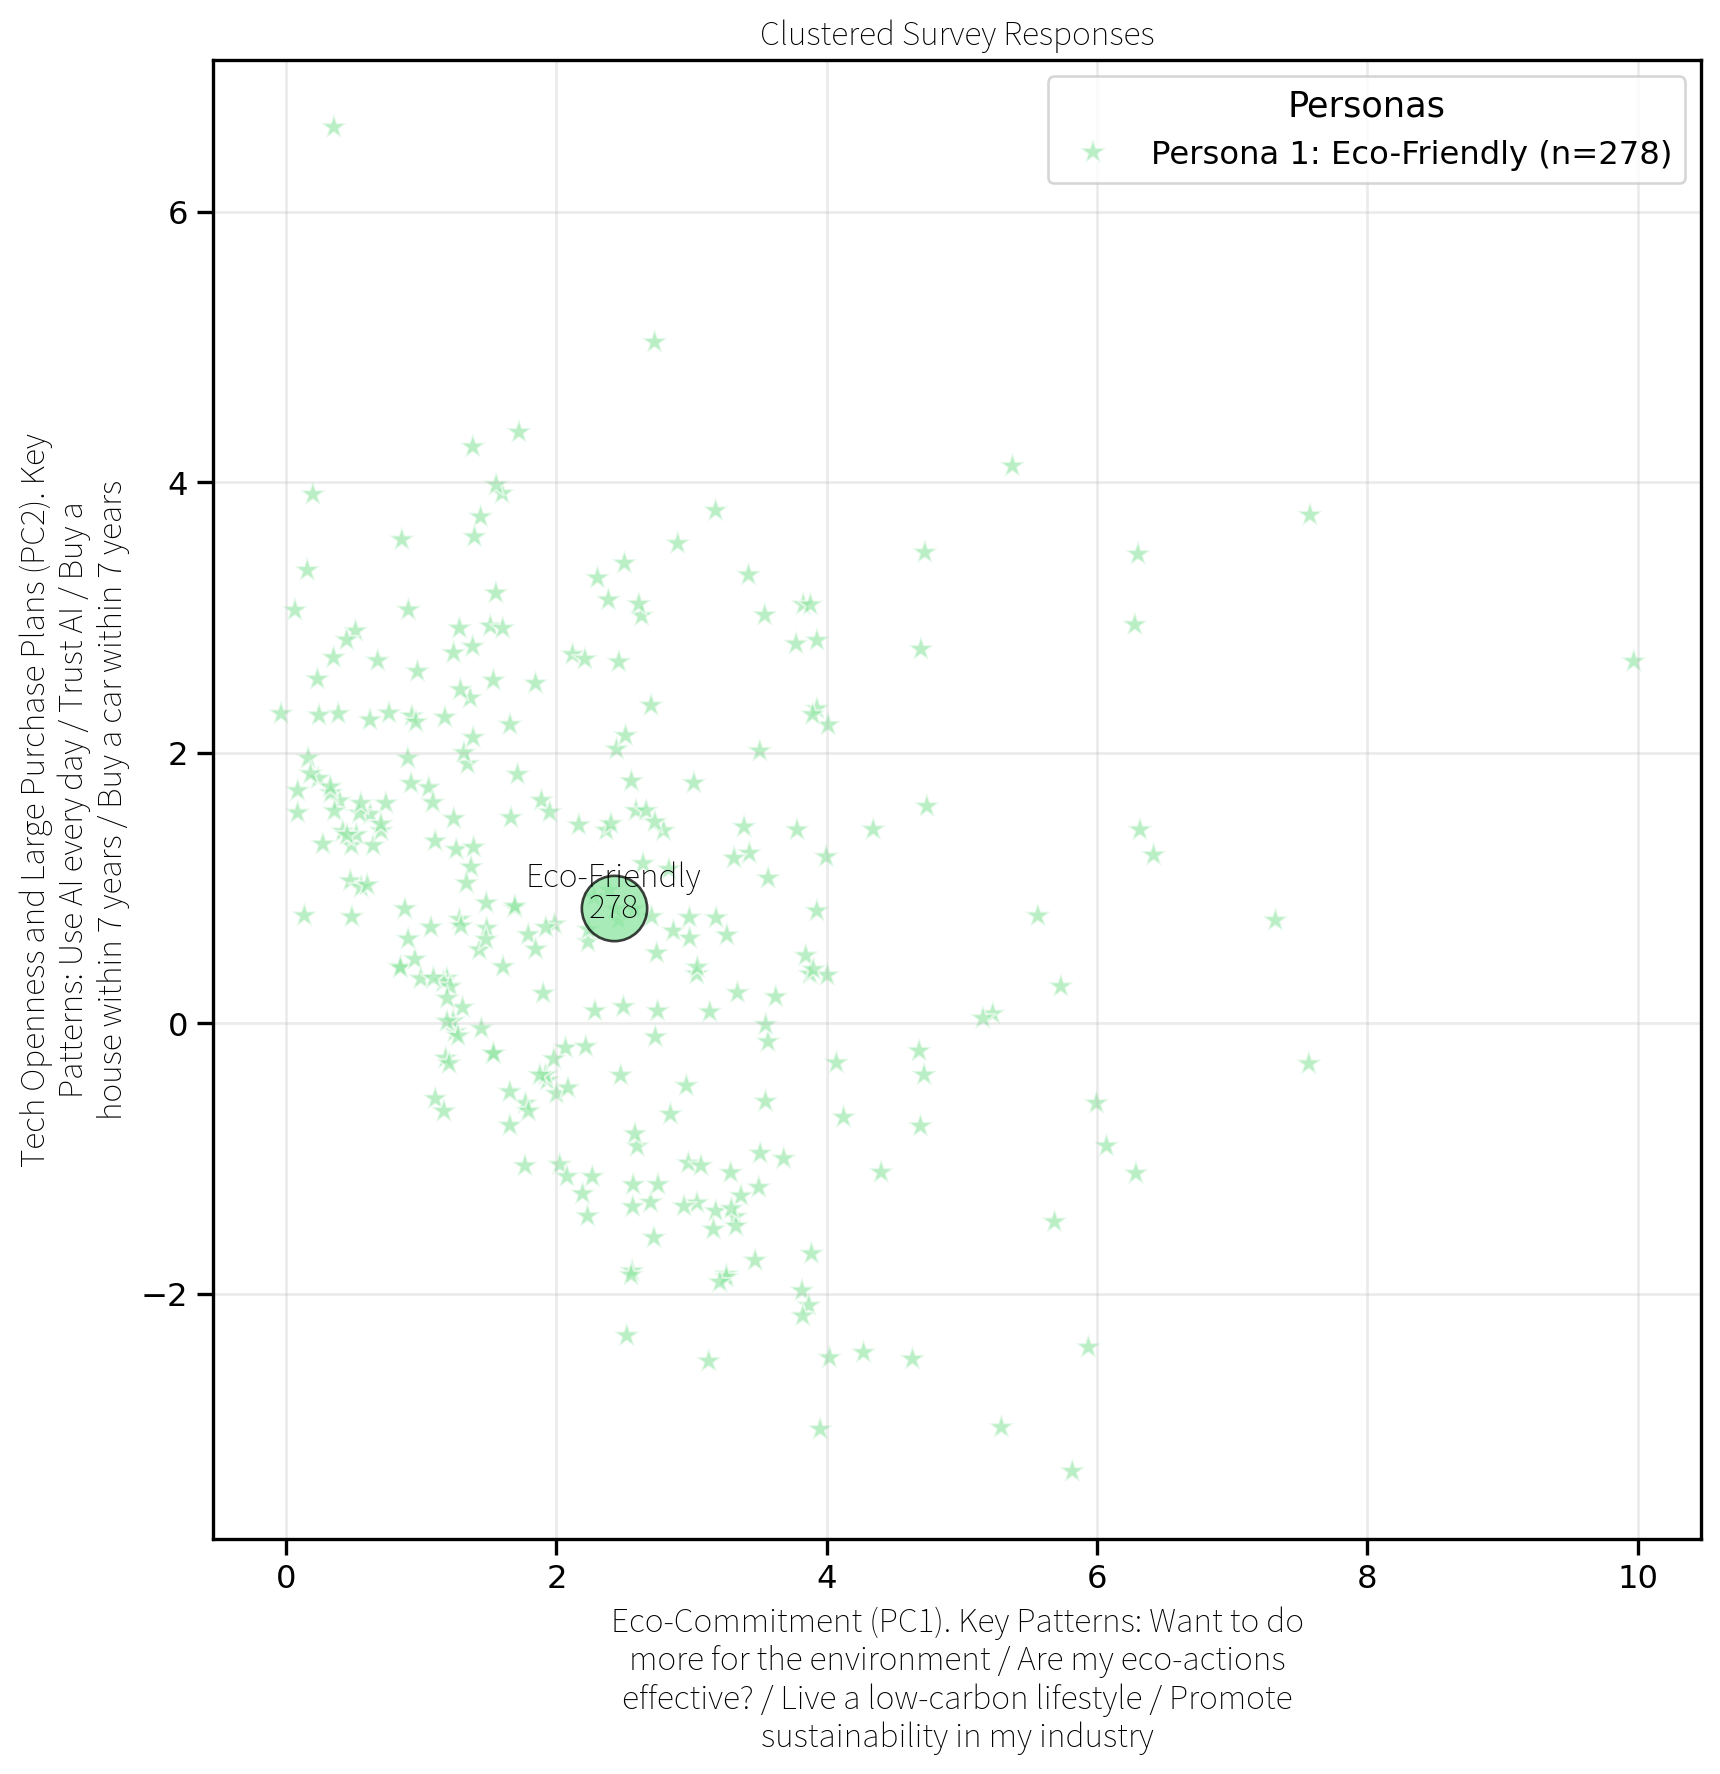 Clustered Survey Responses
Personas
Persona 1: Eco-Friendly (n=278)
Tech Openness and Large Purchase Plans (PC2). Key
Patterns: Use AI every day / Trust AI / Buy a
house within 7 years / Buy a car within 7 years
6
4
2
0
−2
Eco-Friendly
278
0 2 4 6 8 10
Eco-Commitment (PC1). Key Patterns: Want to do
more for the environment / Are my eco-actions
effective? / Live a low-carbon lifestyle / Promote
sustainability in my industry